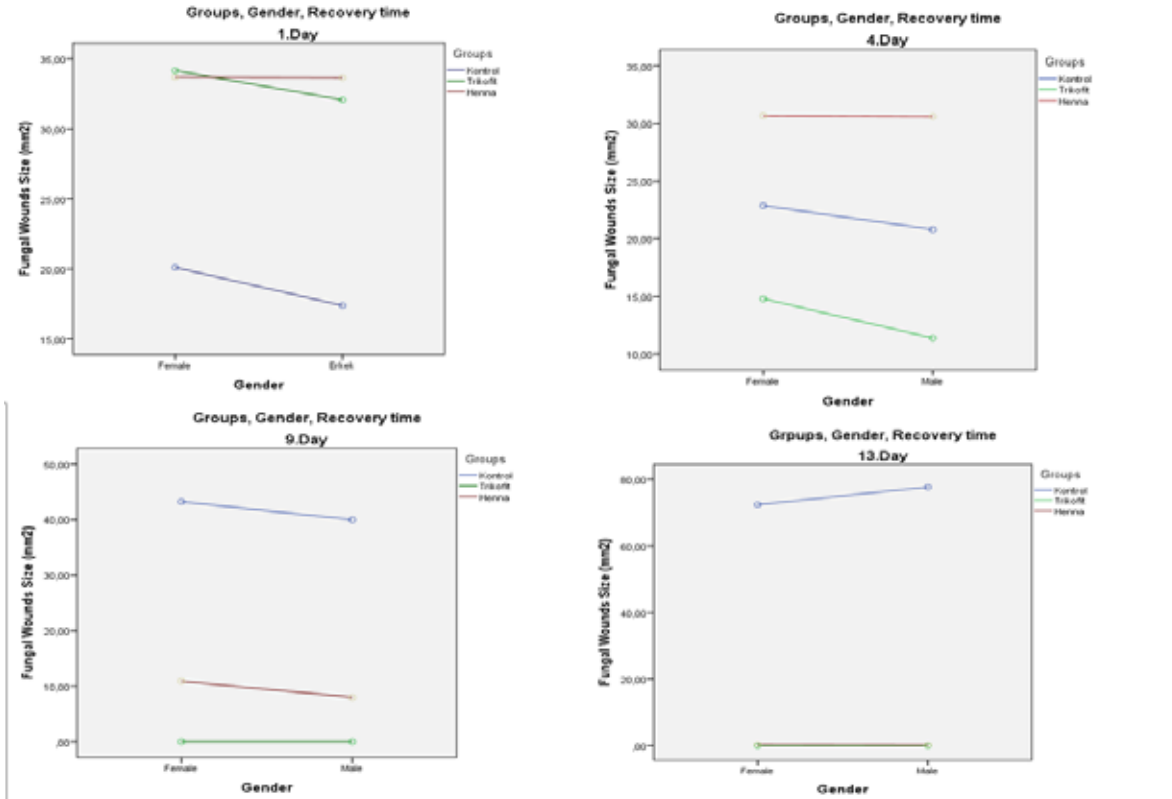 Groups, Gender, Recovery time
1.Day
Groups
Kontrol
Trikofit
Henna
Fungal Wounds Size (mm2)
35,00
30,00
25,00
20,00
15,00
Female
Erkek
Gender
Groups, Gender, Recovery time
4.Day
Groups
Kontrol
Trikofit
Henna
Fungal Wounds Size (mm2)
35,00
30,00
25,00
20,00
15,00
10,00
Female
Male
Gender
Groups, Gender, Recovery time
9.Day
Groups
Kontrol
Trikofit
Henna
Fungal Wounds Size (mm2)
50,00
40,00
30,00
20,00
10,00
,00
Female
Male
Gender
Grpups, Gender, Recovery time
13.Day
Groups
Kontrol
Trikofit
Henna
Fungal Wounds Size (mm2)
80,00
60,00
40,00
20,00
,00
Female
Male
Gender